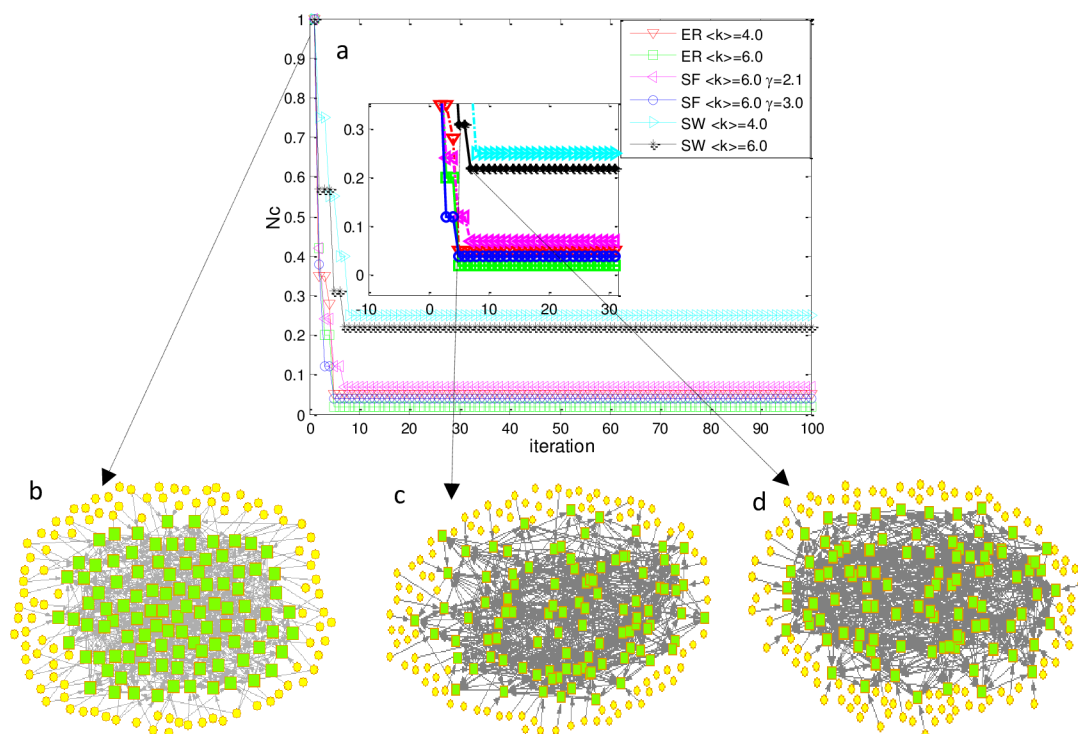 a
ER <k>=4.0
ER <k>=6.0
SF <k>=6.0 γ=2.1
SF <k>=6.0 γ=3.0
SW <k>=4.0
SW <k>=6.0
1
0.9
0.8
0.7
0.6
0.5
0.4
0.3
0.2
0.1
0
Nc
0.3
0.2
0.1
0
-10 0 10 20 30
0 10 20 30 40 50 60 70 80 90 100
iteration
b
c
d